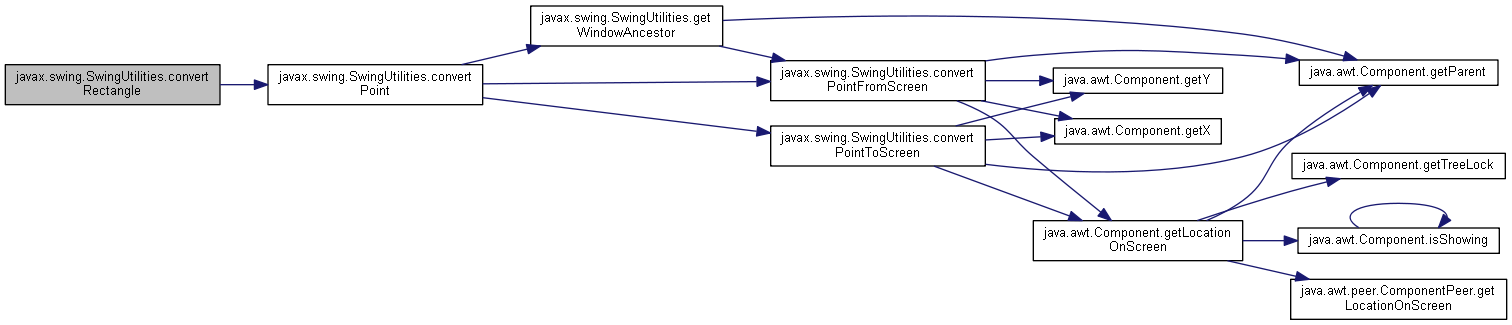 javax.swing.SwingUtilities.convert
Rectangle
javax.swing.SwingUtilities.convert
Point
javax.swing.SwingUtilities.get
WindowAncestor
javax.swing.SwingUtilities.convert
PointFromScreen
javax.swing.SwingUtilities.convert
PointToScreen
java.awt.Component.getY
java.awt.Component.getX
java.awt.Component.getLocation
OnScreen
java.awt.Component.getParent
java.awt.Component.getTreeLock
java.awt.Component.isShowing
java.awt.peer.ComponentPeer.get
LocationOnScreen